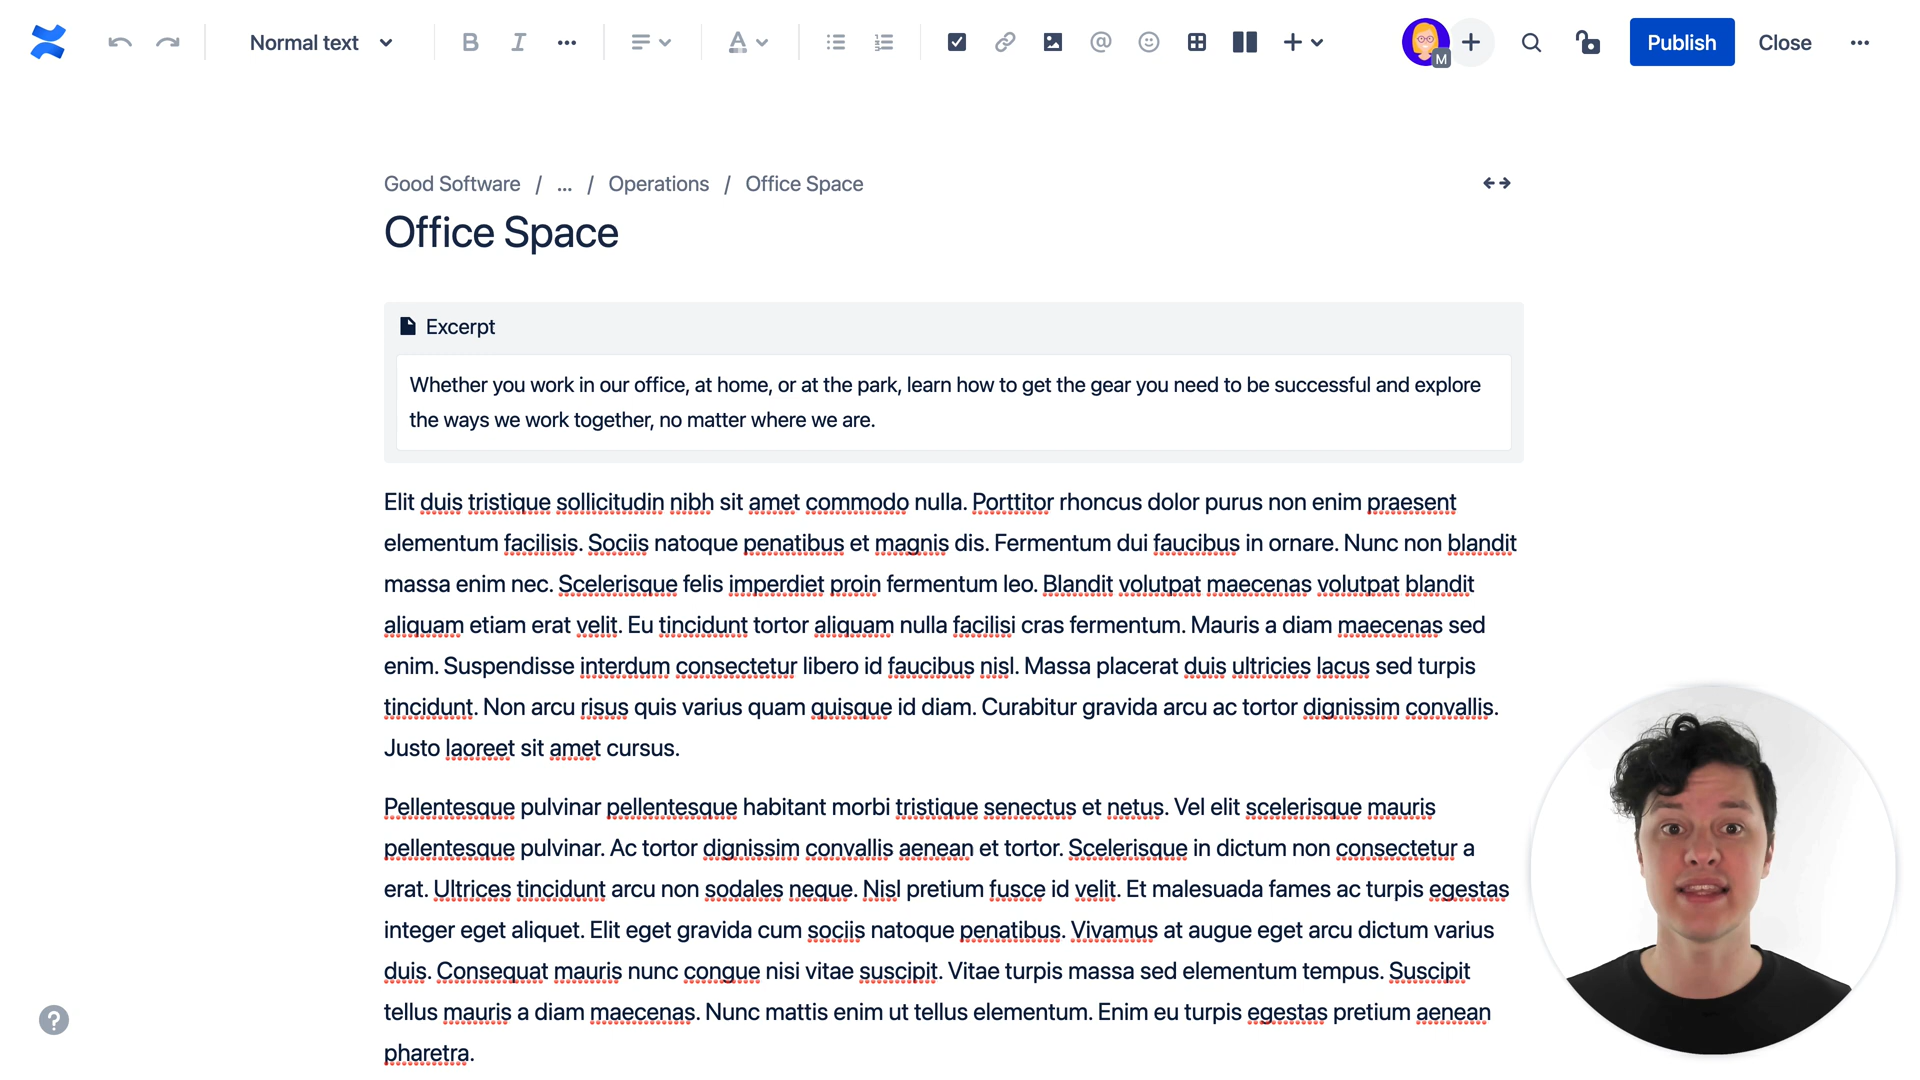 Normal text
B I A @ M Publish Close
Good Software / ... / Operations / Office Space
Office Space
Excerpt
Whether you work in our office, at home, or at the park, learn how to get the gear you need to be successful and explore
the ways we work together, no matter where we are.
Elit duis tristique sollicitudin nibh sit amet commodo nulla. Porttitor rhoncus dolor purus non enim praesent
elementum facilisis. Sociis natoque penatibus et magnis dis. Fermentum dui faucibus in ornare. Nunc non blandit
massa enim nec. Scelerisque felis imperdiet proin fermentum leo. Blandit volutpat maecenas volutpat blandit
aliquam etiam erat velit. Eu tincidunt tortor aliquam nulla facilisi cras fermentum. Mauris a diam maecenas sed
enim. Suspendisse interdum consectetur libero id faucibus nisl. Massa placerat duis ultricies lacus sed turpis
tincidunt. Non arcu risus quis varius quam quisque id diam. Curabitur gravida arcu ac tortor dignissim convallis.
Justo laoreet sit amet cursus.
Pellentesque pulvinar pellentesque habitant morbi tristique senectus et netus. Vel elit scelerisque mauris
pellentesque pulvinar. Ac tortor dignissim convallis aenean et tortor. Scelerisque in dictum non consectetur a
erat. Ultrices tincidunt arcu non sodales neque. Nisl pretium fusce id velit. Et malesuada fames ac turpis egestas
integer eget aliquet. Elit eget gravida cum sociis natoque penatibus. Vivamus at augue eget arcu dictum varius
duis. Consequat mauris nunc congue nisi vitae suscipit. Vitae turpis massa sed elementum tempus. Suscipit
tellus mauris a diam maecenas. Nunc mattis enim ut tellus elementum. Enim eu turpis egestas pretium aenean
pharetra.
?